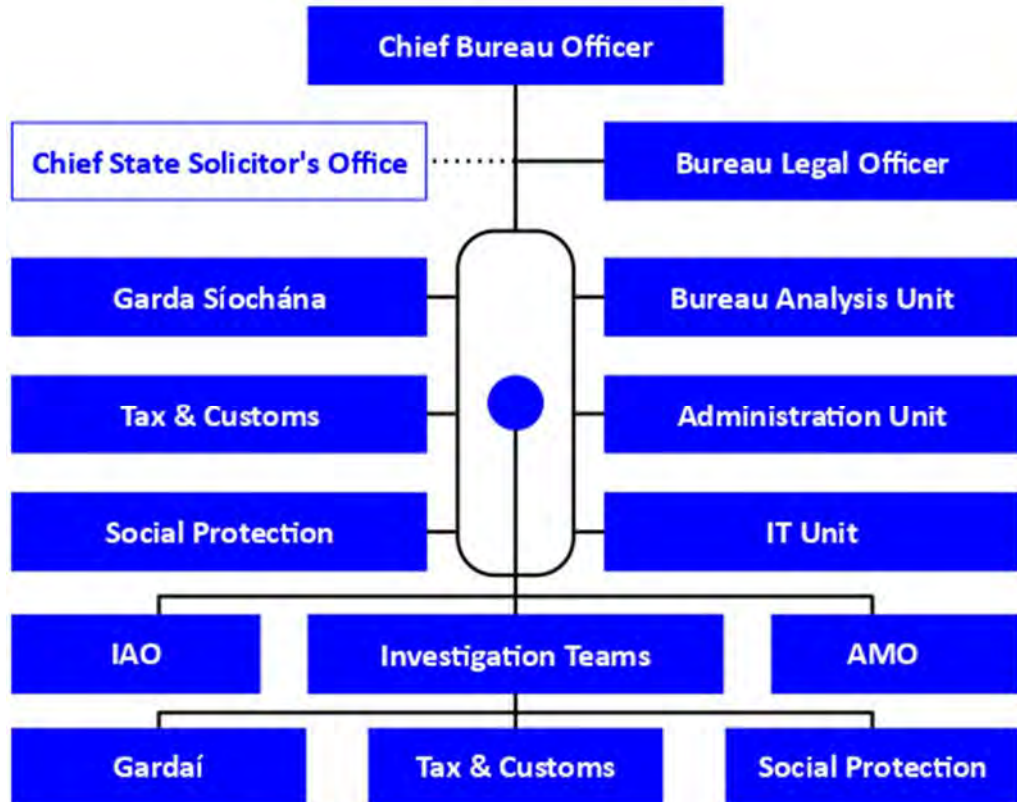 Chief Bureau Officer
Chief State Solicitor's Office
Bureau Legal Officer
Garda Síochána
Bureau Analysis Unit
Tax & Customs
Administration Unit
Social Protection
IT Unit
IAO
Investigation Teams
AMO
Gardaí
Tax & Customs
Social Protection